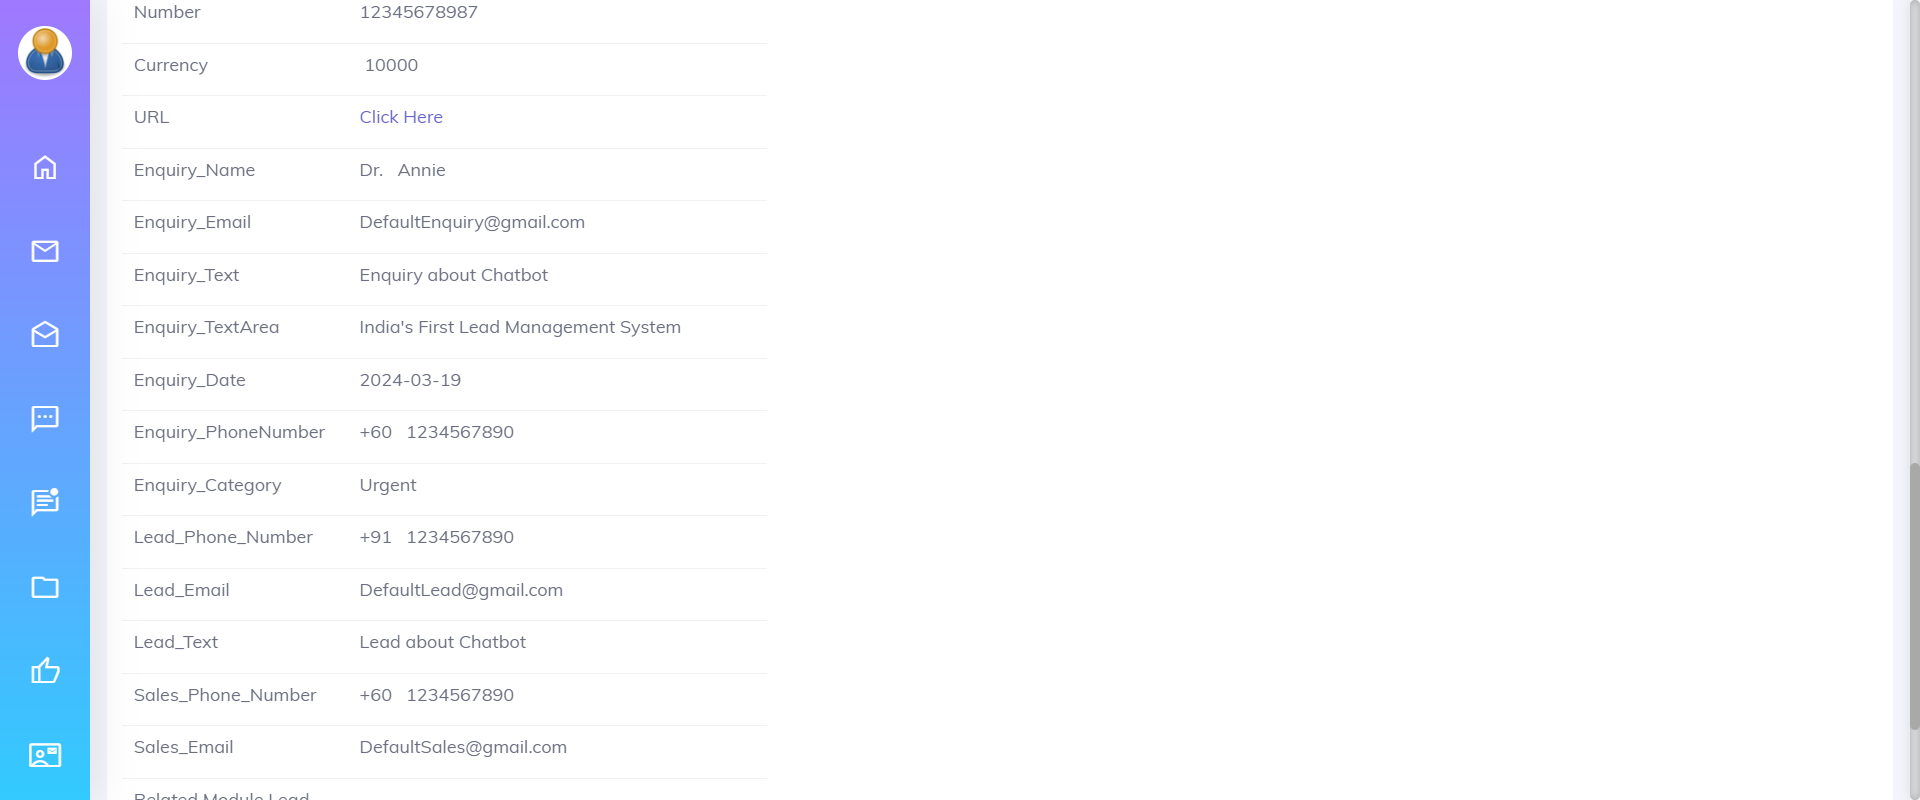 Number 12345678987
Currency 10000
URL Click Here
Enquiry_Name Dr. Annie
Enquiry_Email DefaultEnquiry@gmail.com
Enquiry_Text Enquiry about Chatbot
Enquiry_TextArea India's First Lead Management System
Enquiry_Date 2024-03-19
Enquiry_PhoneNumber +60 1234567890
Enquiry_Category Urgent
Lead_Phone_Number +91 1234567890
Lead_Email DefaultLead@gmail.com
Lead_Text Lead about Chatbot
Sales_Phone_Number +60 1234567890
Sales_Email DefaultSales@gmail.com
Related Module Lead